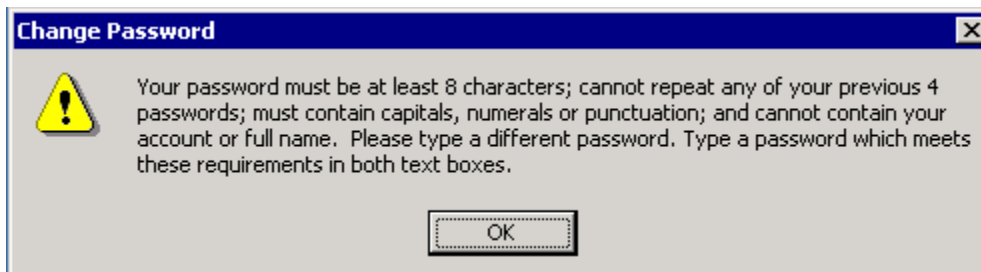 Change Password
Your password must be at least 8 characters; cannot repeat any of your previous 4
passwords; must contain capitals, numerals or punctuation; and cannot contain your
account or full name.  Please type a different password. Type a password which meets
these requirements in both text boxes.
OK